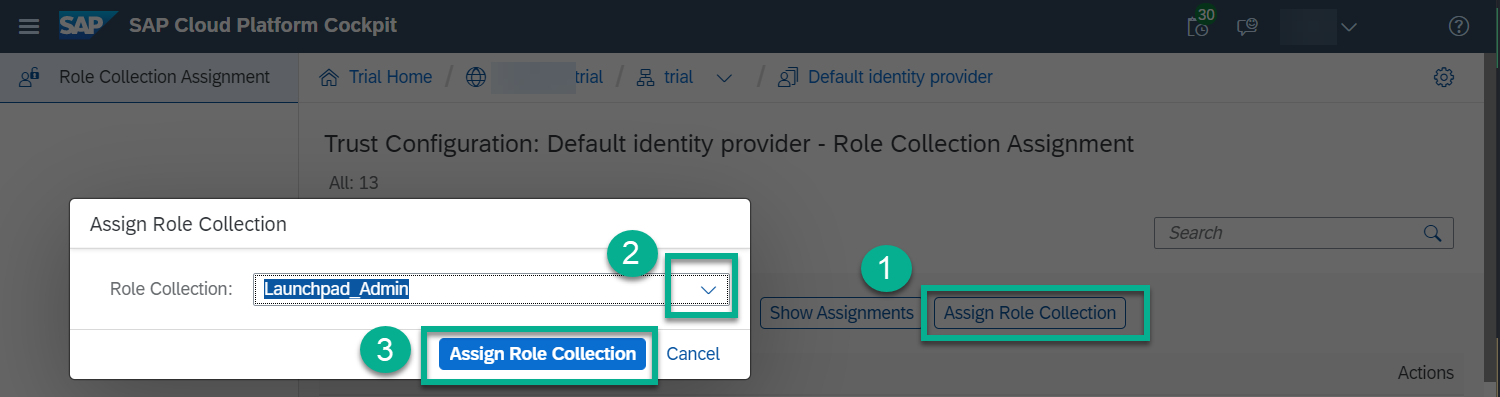 SAP SAP Cloud Platform Cockpit 30
Role Collection Assignment
Trial Home / trial / trial / Default identity provider
Trust Configuration: Default identity provider - Role Collection Assignment
All: 13
Assign Role Collection
Search
2
1
Role Collection: Launchpad_Admin
Show Assignments Assign Role Collection
3 Assign Role Collection Cancel
Actions